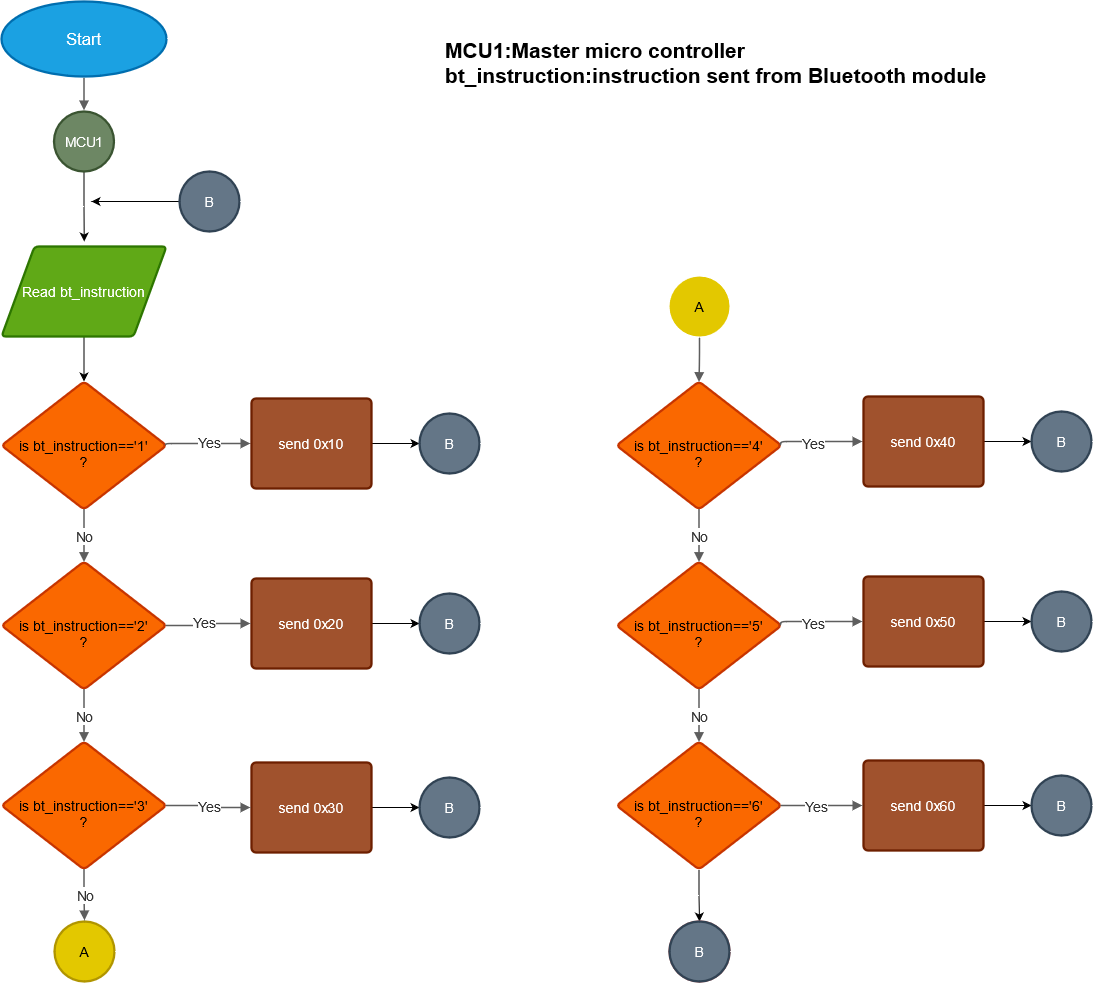 Start
MCU1:Master micro controller
bt_instruction:instruction sent from Bluetooth module
MCU1
B
Read bt_instruction
is bt_instruction=='1'
?
Yes
send 0x10
B
No
is bt_instruction=='2'
?
Yes
send 0x20
B
No
is bt_instruction=='3'
?
Yes
send 0x30
B
No
A
A
is bt_instruction=='4'
?
Yes
send 0x40
B
No
is bt_instruction=='5'
?
Yes
send 0x50
B
No
is bt_instruction=='6'
?
Yes
send 0x60
B
B